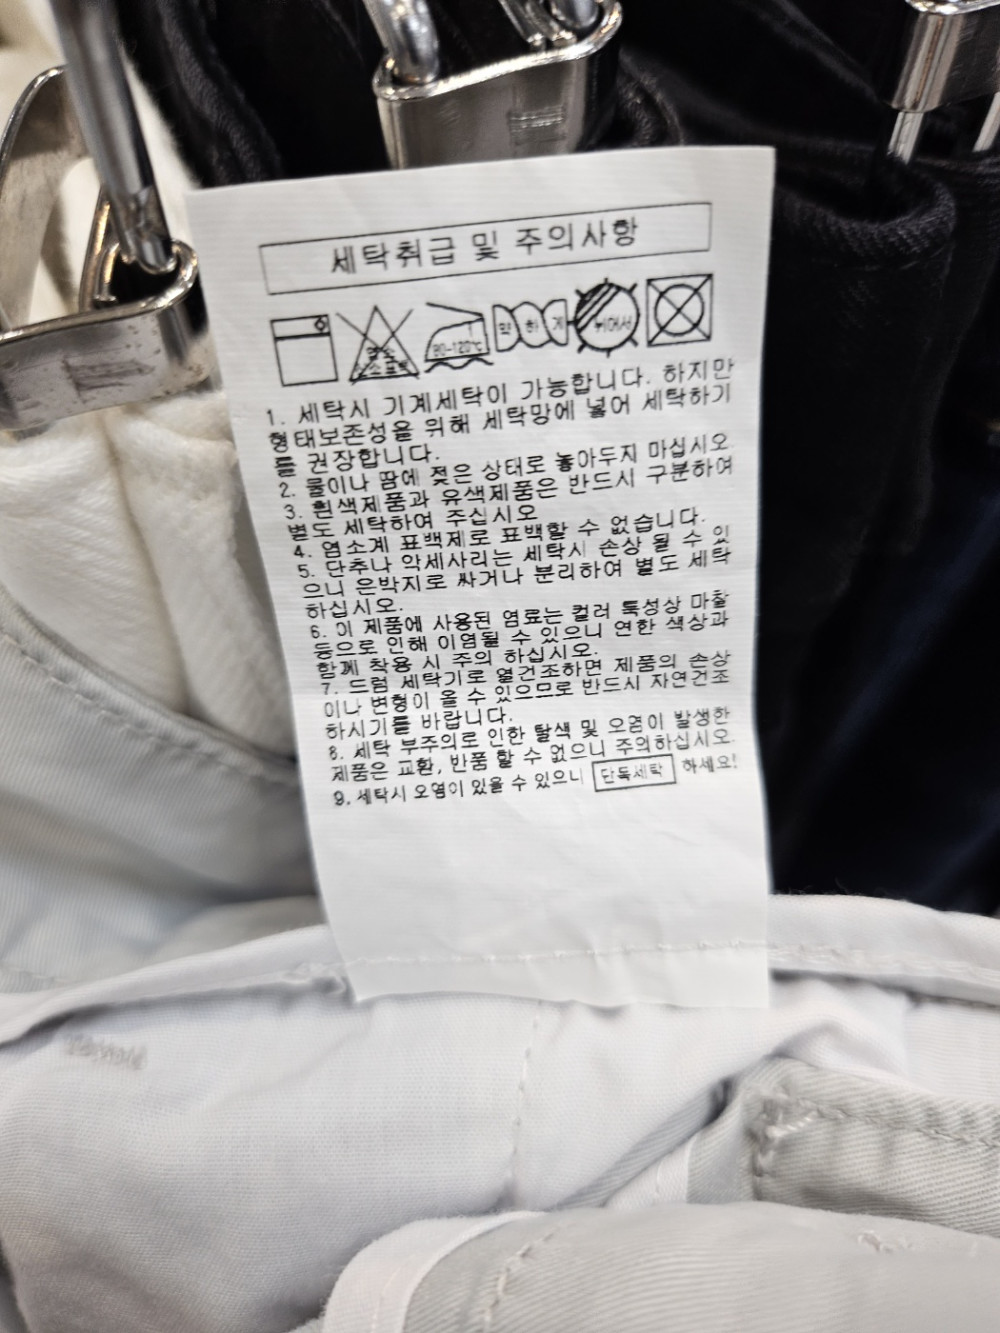 세탁취급 및 주의사항
염소
산소표백
80-120℃
약 하 게
뉘어서
1. 세탁시 기계세탁이 가능합니다. 하지만
형태보존성을 위해 세탁망에 넣어 세탁하기
를 권장합니다.
2. 물이나 땀에 젖은 상태로 놓아두지 마십시오
3. 흰색제품과 유색제품은 반드시 구분하여
별도 세탁하여 주십시오
4. 염소계 표백제로 표백할 수 없습니다.
5. 단추나 악세사리는 세탁시 손상 될 수 있
으니 은박지로 싸거나 분리하여 별도 세탁
하십시오.
6. 이 제품에 사용된 염료는 컬러 특성상 마찰
등으로 인해 이염될 수 있으니 연한 색상과
함께 착용 시 주의 하십시오.
7. 드럼 세탁기로 열건조하면 제품의 손상
이나 변형이 올 수 있으므로 반드시 자연건조
하시기를 바랍니다.
8. 세탁 부주의로 인한 탈색 및 오염이 발생한
제품은 교환, 반품 할 수 없으니 주의하십시오.
9. 세탁시 오염이 있을 수 있으니 단독세탁 하세요!